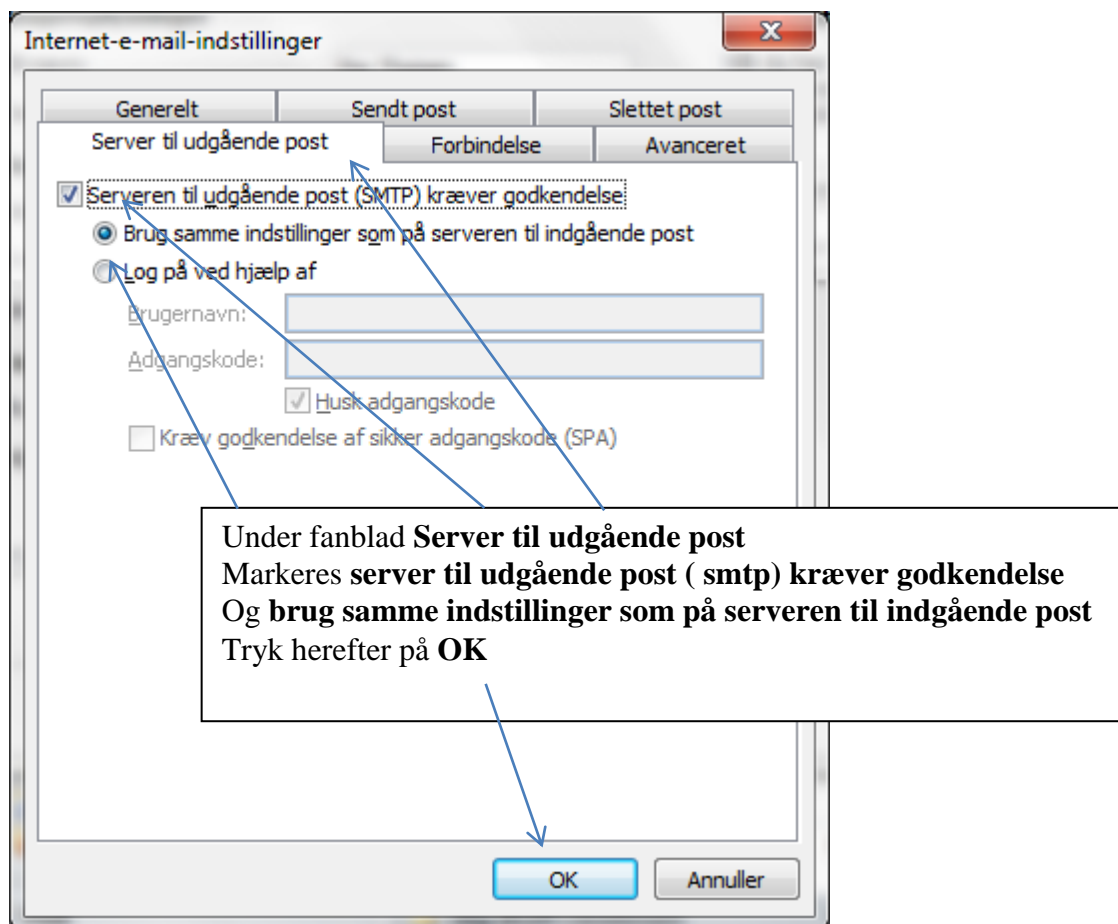 Internet-e-mail-indstillinger
Generelt
Sendt post
Slettet post
Server til udgående post
Forbindelse
Avanceret
Serveren til udgående post (SMTP) kræver godkendelse
Brug samme indstillinger som på serveren til indgående post
Log på ved hjælp af
Brugernavn:
Adgangskode:
Husk adgangskode
Kræv godkendelse af sikker adgangskode (SPA)
Under fanblad Server til udgående post
Markeres server til udgående post ( smtp) kræver godkendelse
Og brug samme indstillinger som på serveren til indgående post
Tryk herefter på OK
OK
Annuller